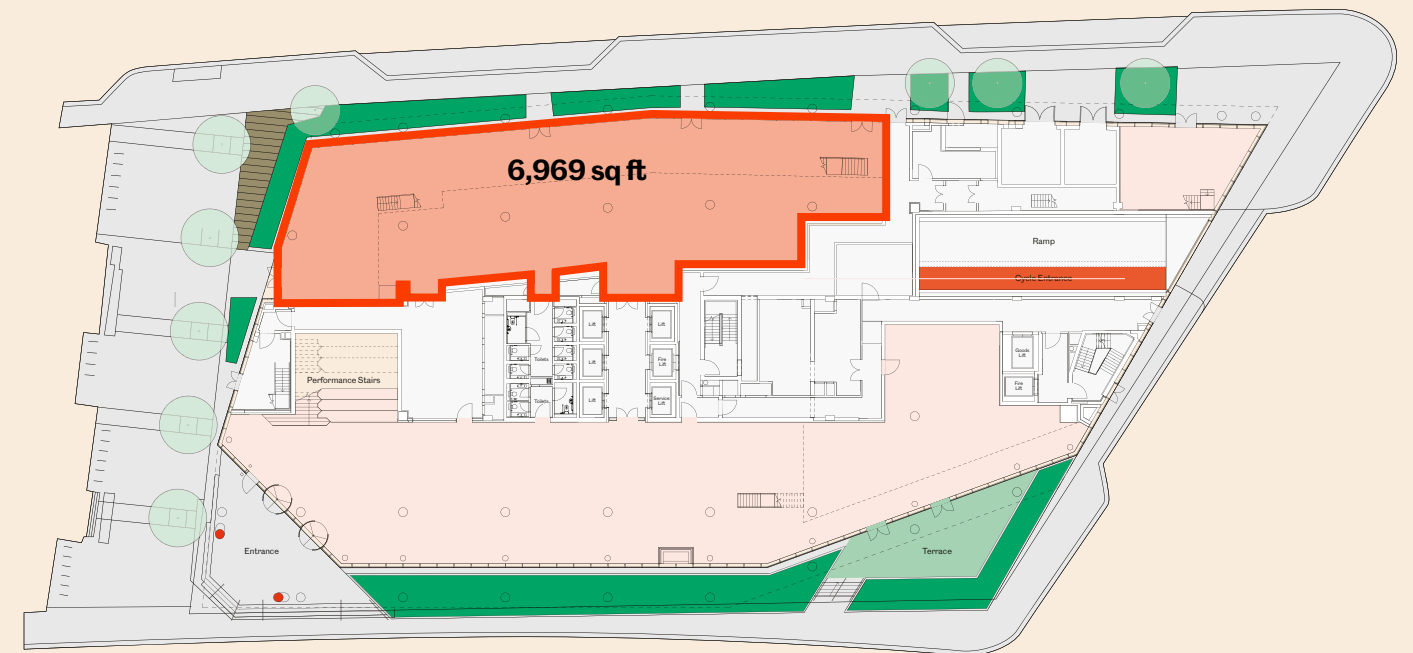 6,969 sq ft
Ramp
Cycle Entrance
Lift
Lift
Toilets
Lift
Fire
Lift
Goods
Lift
Performance Stairs
Fire
Lift
Toilets
Lift
Service
Lift
Entrance
Terrace